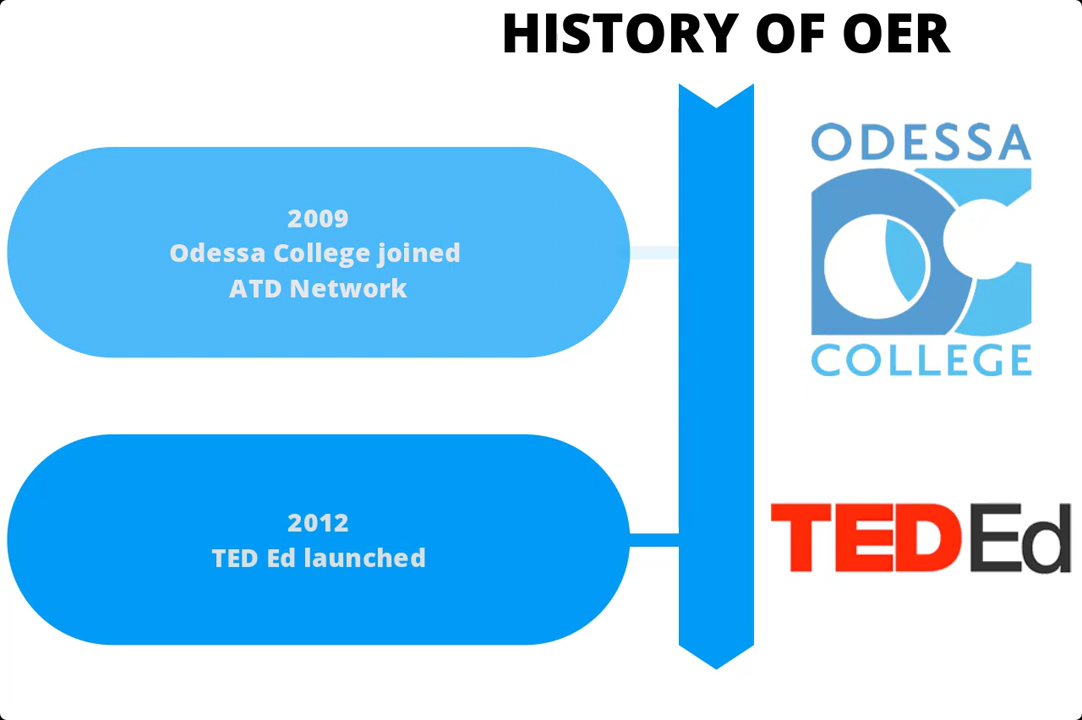 HISTORY OF OER
2009
Odessa College joined
ATD Network
ODESSA
COLLEGE
2012
TED Ed launched
TEDEd